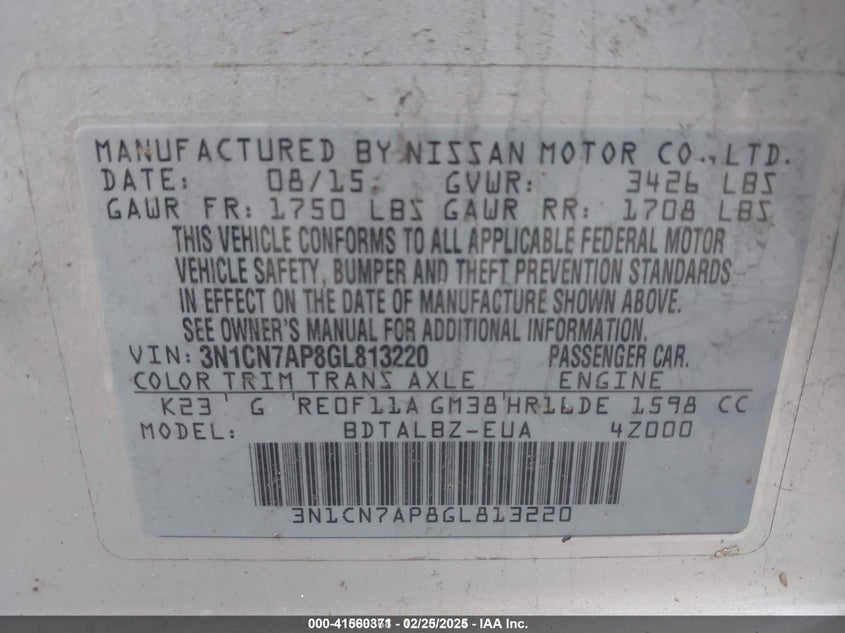 MANUFACTURED BY NISSAN MOTOR CO., LTD.
DATE: 08/15 GVWR: 3426 LBS
GAWR FR: 1750 LBS GAWR RR: 1708 LBS
THIS VEHICLE CONFORMS TO ALL APPLICABLE FEDERAL MOTOR
VEHICLE SAFETY, BUMPER AND THEFT PREVENTION STANDARDS
IN EFFECT ON THE DATE OF MANUFACTURE SHOWN ABOVE.
SEE OWNER'S MANUAL FOR ADDITIONAL INFORMATION.
VIN: 3N1CN7AP8GL813220 PASSENGER CAR.
COLOR TRIM TRANS AXLE ENGINE
K23 ' G 'RE0F11A GM38'HR16DE 1598 CC
MODEL: BDTALBZ-EUA 4Z000
3N1CN7AP8GL813220
000-41560371 - 02/25/2025 - IAA Inc.